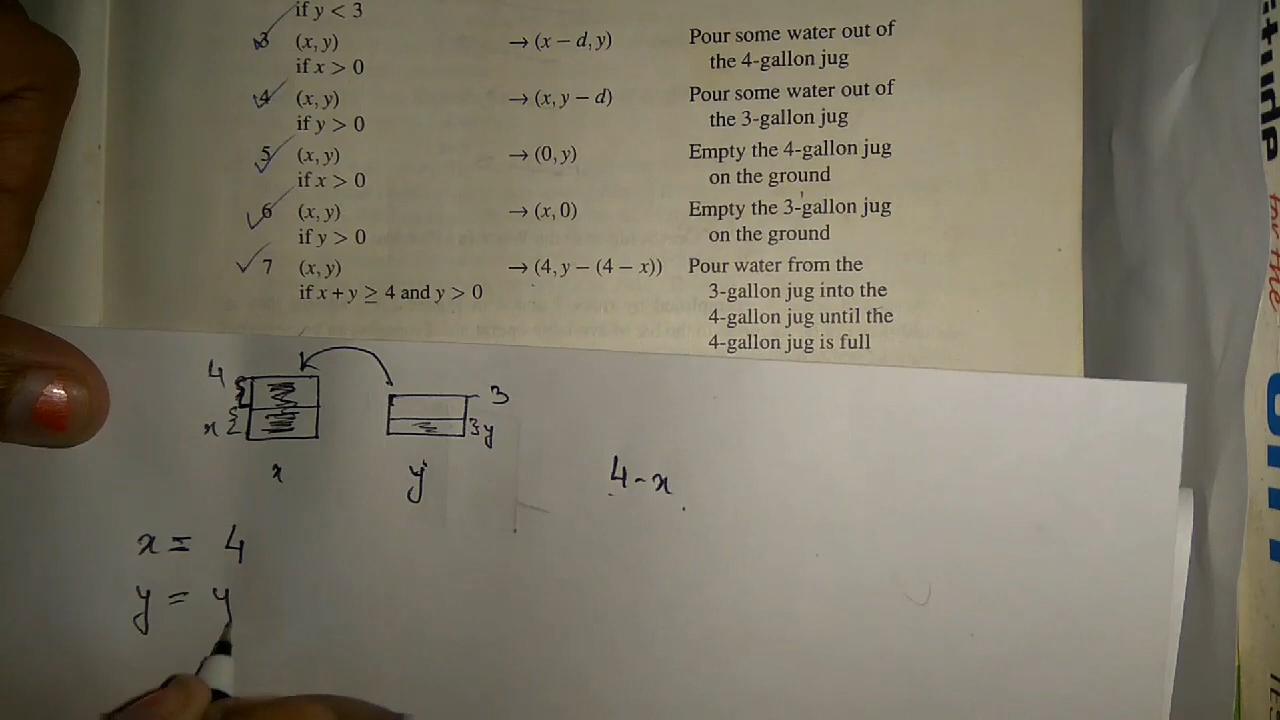 if y < 3
3 (x, y) → (x − d, y) Pour some water out of
if x > 0 the 4-gallon jug
4 (x, y) → (x, y − d) Pour some water out of
if y > 0 the 3-gallon jug
5 (x, y) → (0, y) Empty the 4-gallon jug
if x > 0 on the ground
6 (x, y) → (x, 0) Empty the 3-gallon jug
if y > 0 on the ground
7 (x, y) → (4, y − (4 − x)) Pour water from the
if x + y ≥ 4 and y > 0 3-gallon jug into the
4-gallon jug until the
4-gallon jug is full
4 3
x y
x y 4-x
x = 4
y = y